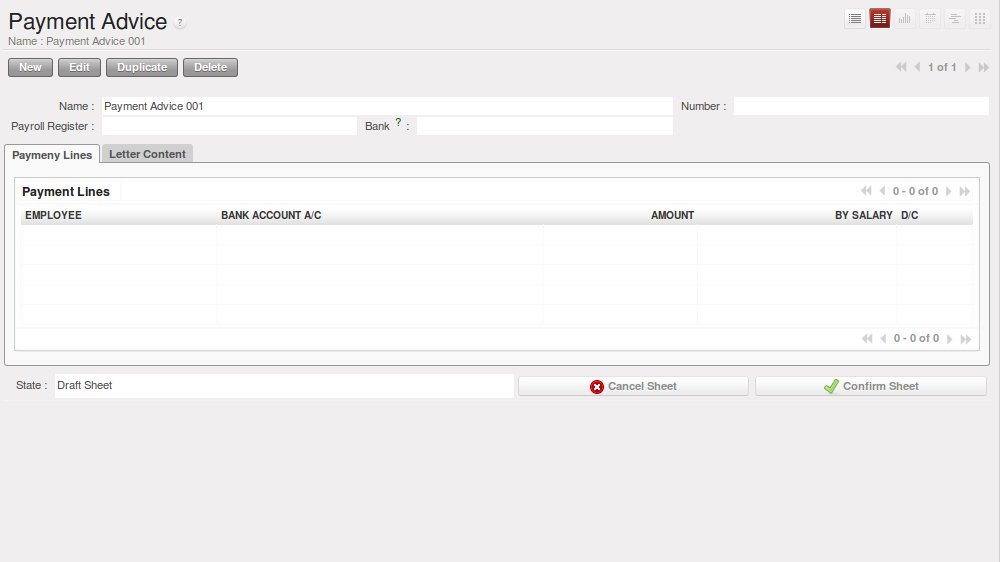 Payment Advice ?
Name : Payment Advice 001
New Edit Duplicate Delete 1 of 1
Name : Payment Advice 001 Number :
Payroll Register : Bank ? :
Paymeny Lines Letter Content
Payment Lines 0 - 0 of 0
EMPLOYEE BANK ACCOUNT A/C AMOUNT BY SALARY D/C
0 - 0 of 0
State : Draft Sheet Cancel Sheet Confirm Sheet